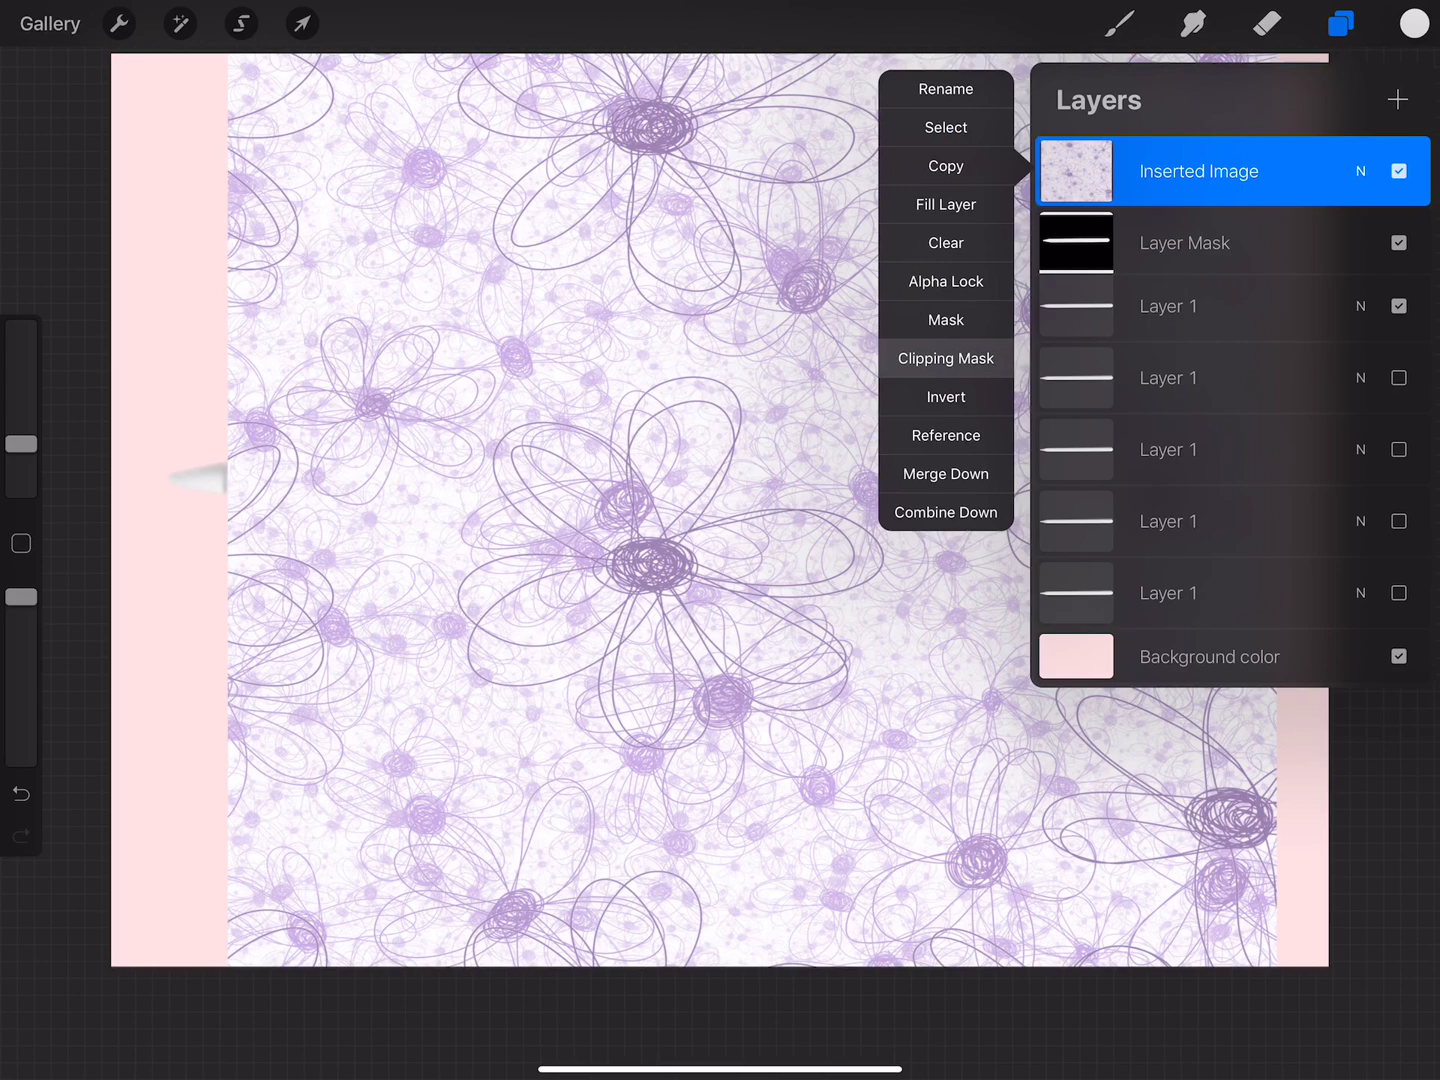 Gallery
Rename
Select
Copy
Fill Layer
Clear
Alpha Lock
Mask
Clipping Mask
Invert
Reference
Merge Down
Combine Down
Layers
Inserted Image N
Layer Mask
Layer 1 N
Layer 1 N
Layer 1 N
Layer 1 N
Layer 1 N
Background color